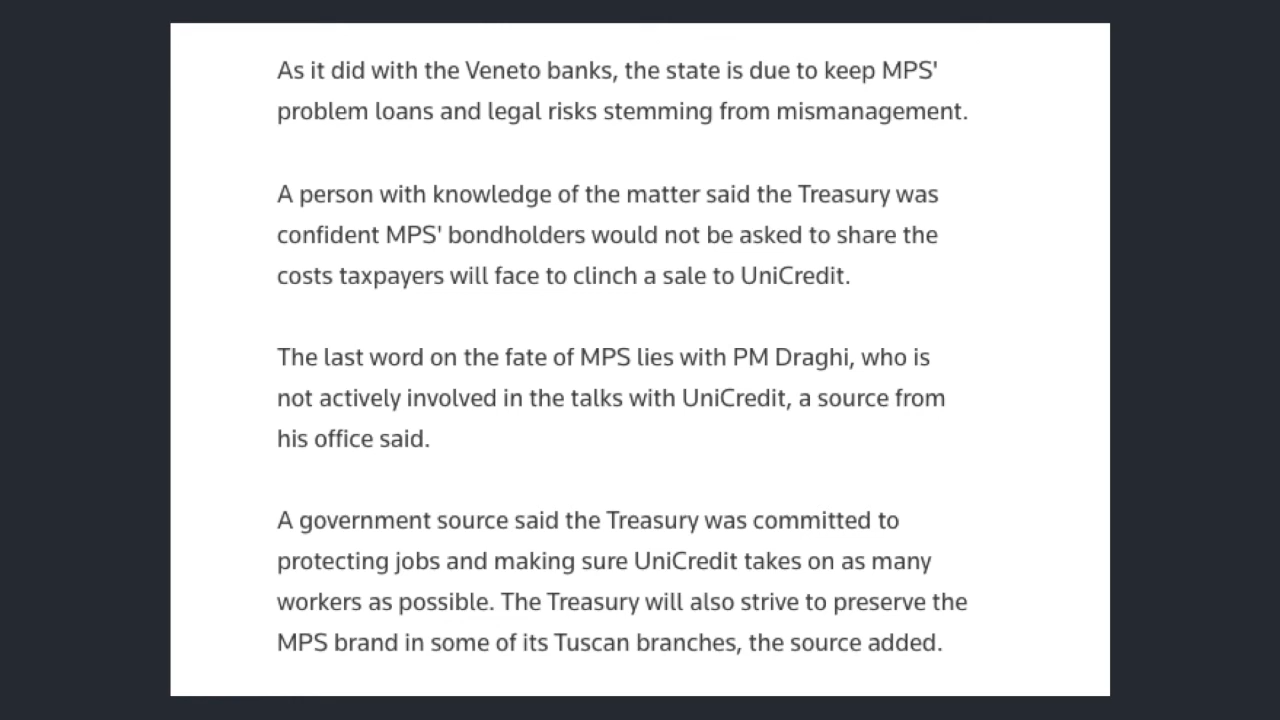 As it did with the Veneto banks, the state is due to keep MPS'
problem loans and legal risks stemming from mismanagement.
A person with knowledge of the matter said the Treasury was
confident MPS' bondholders would not be asked to share the
costs taxpayers will face to clinch a sale to UniCredit.
The last word on the fate of MPS lies with PM Draghi, who is
not actively involved in the talks with UniCredit, a source from
his office said.
A government source said the Treasury was committed to
protecting jobs and making sure UniCredit takes on as many
workers as possible. The Treasury will also strive to preserve the
MPS brand in some of its Tuscan branches, the source added.